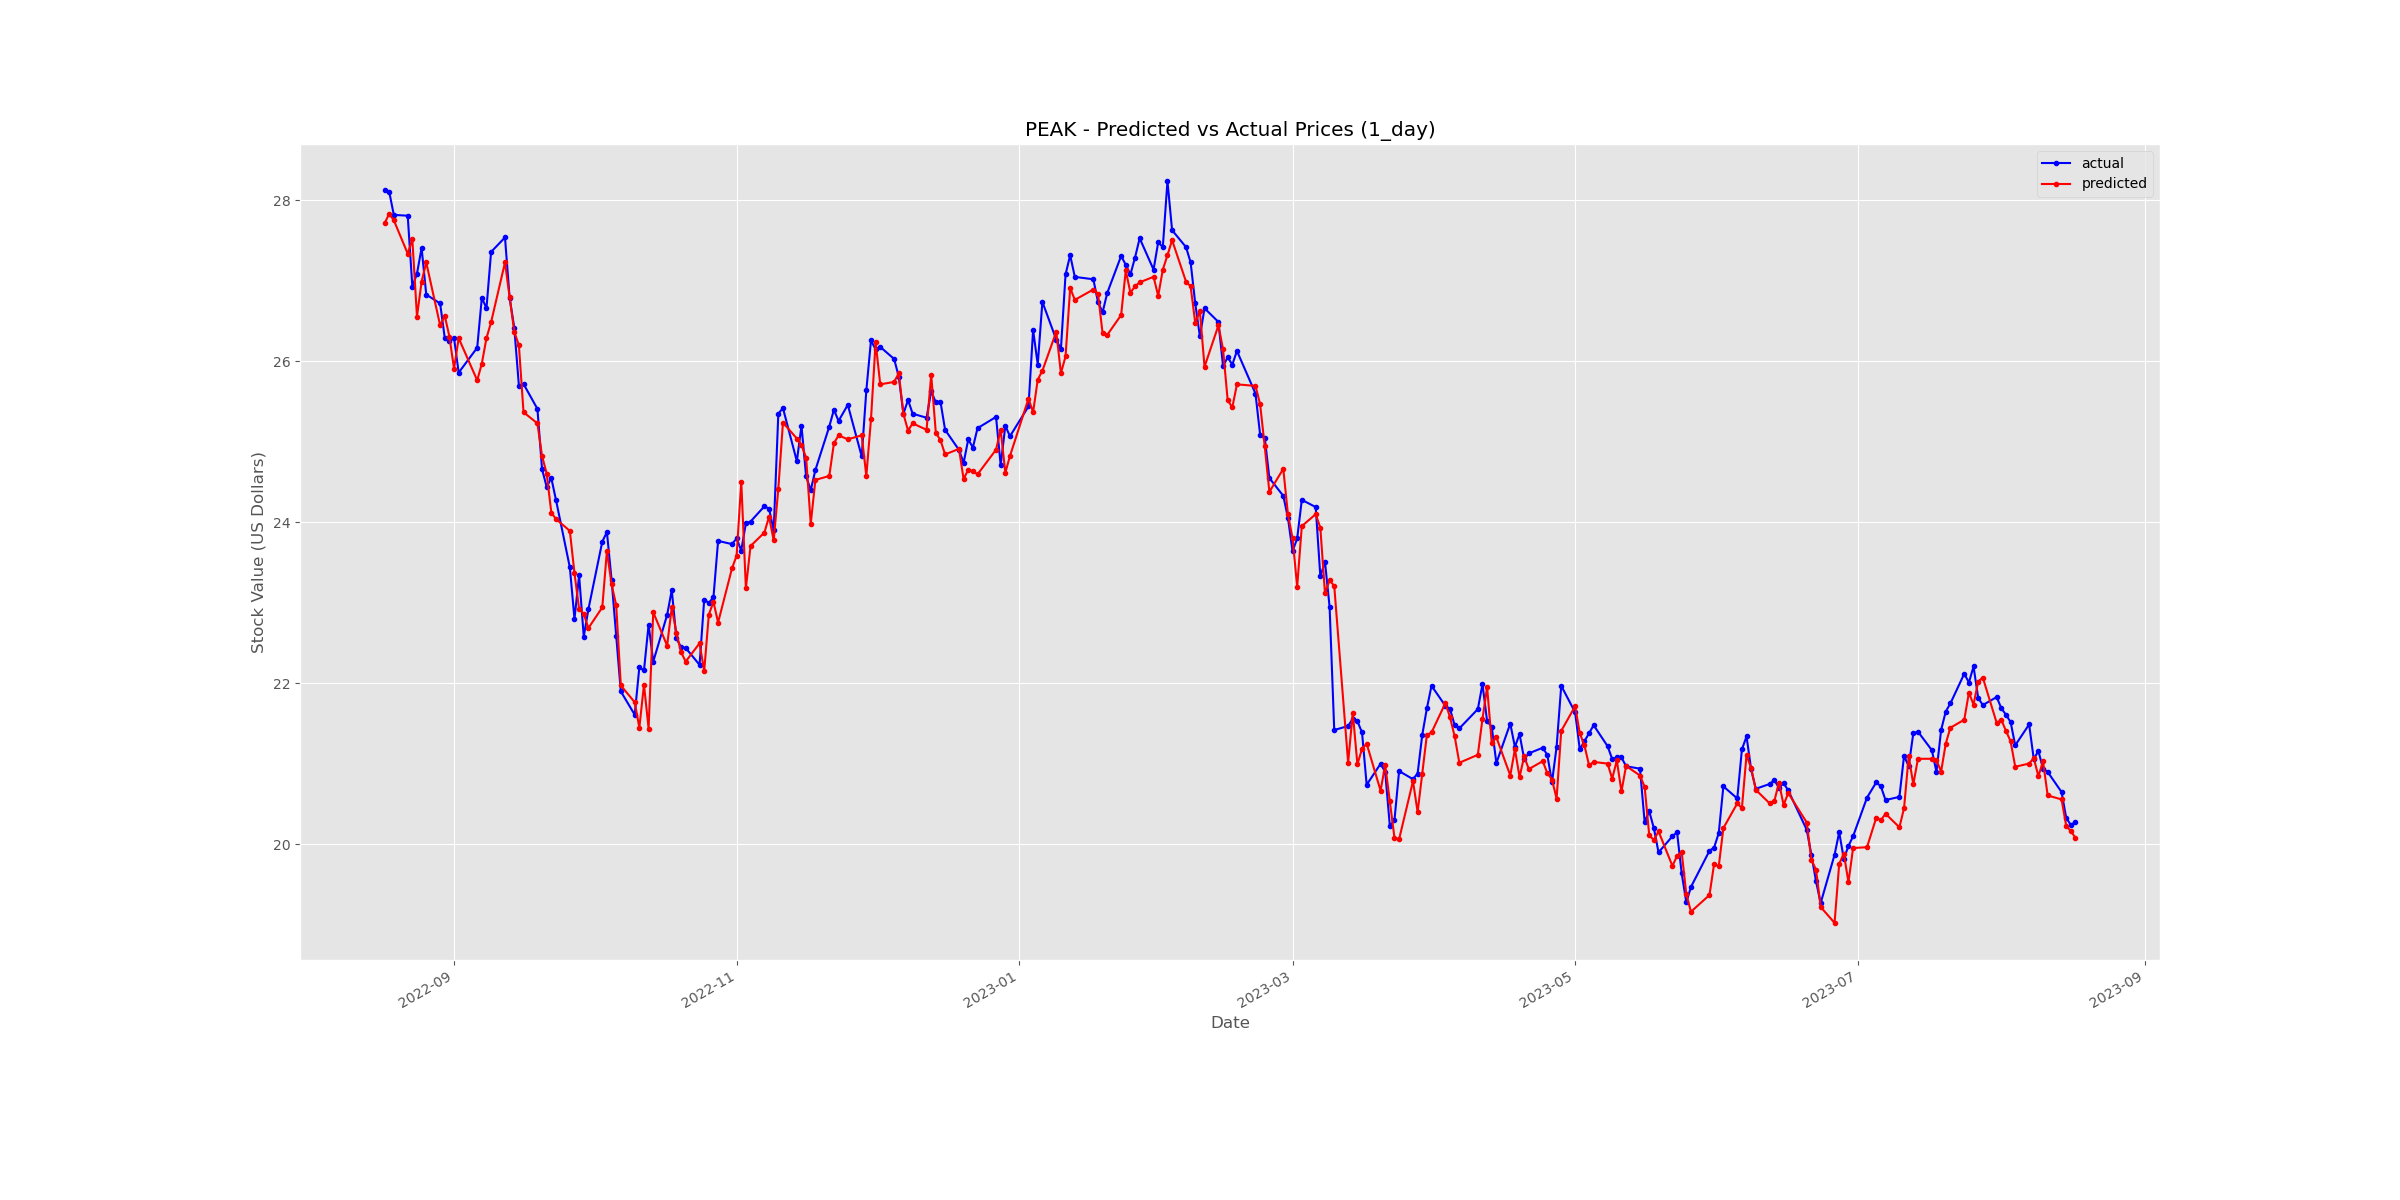 PEAK - Predicted vs Actual Prices (1_day)
actual
predicted
Stock Value (US Dollars)
28
26
24
22
20
2022-09
2022-11
2023-01
2023-03
2023-05
2023-07
2023-09
Date